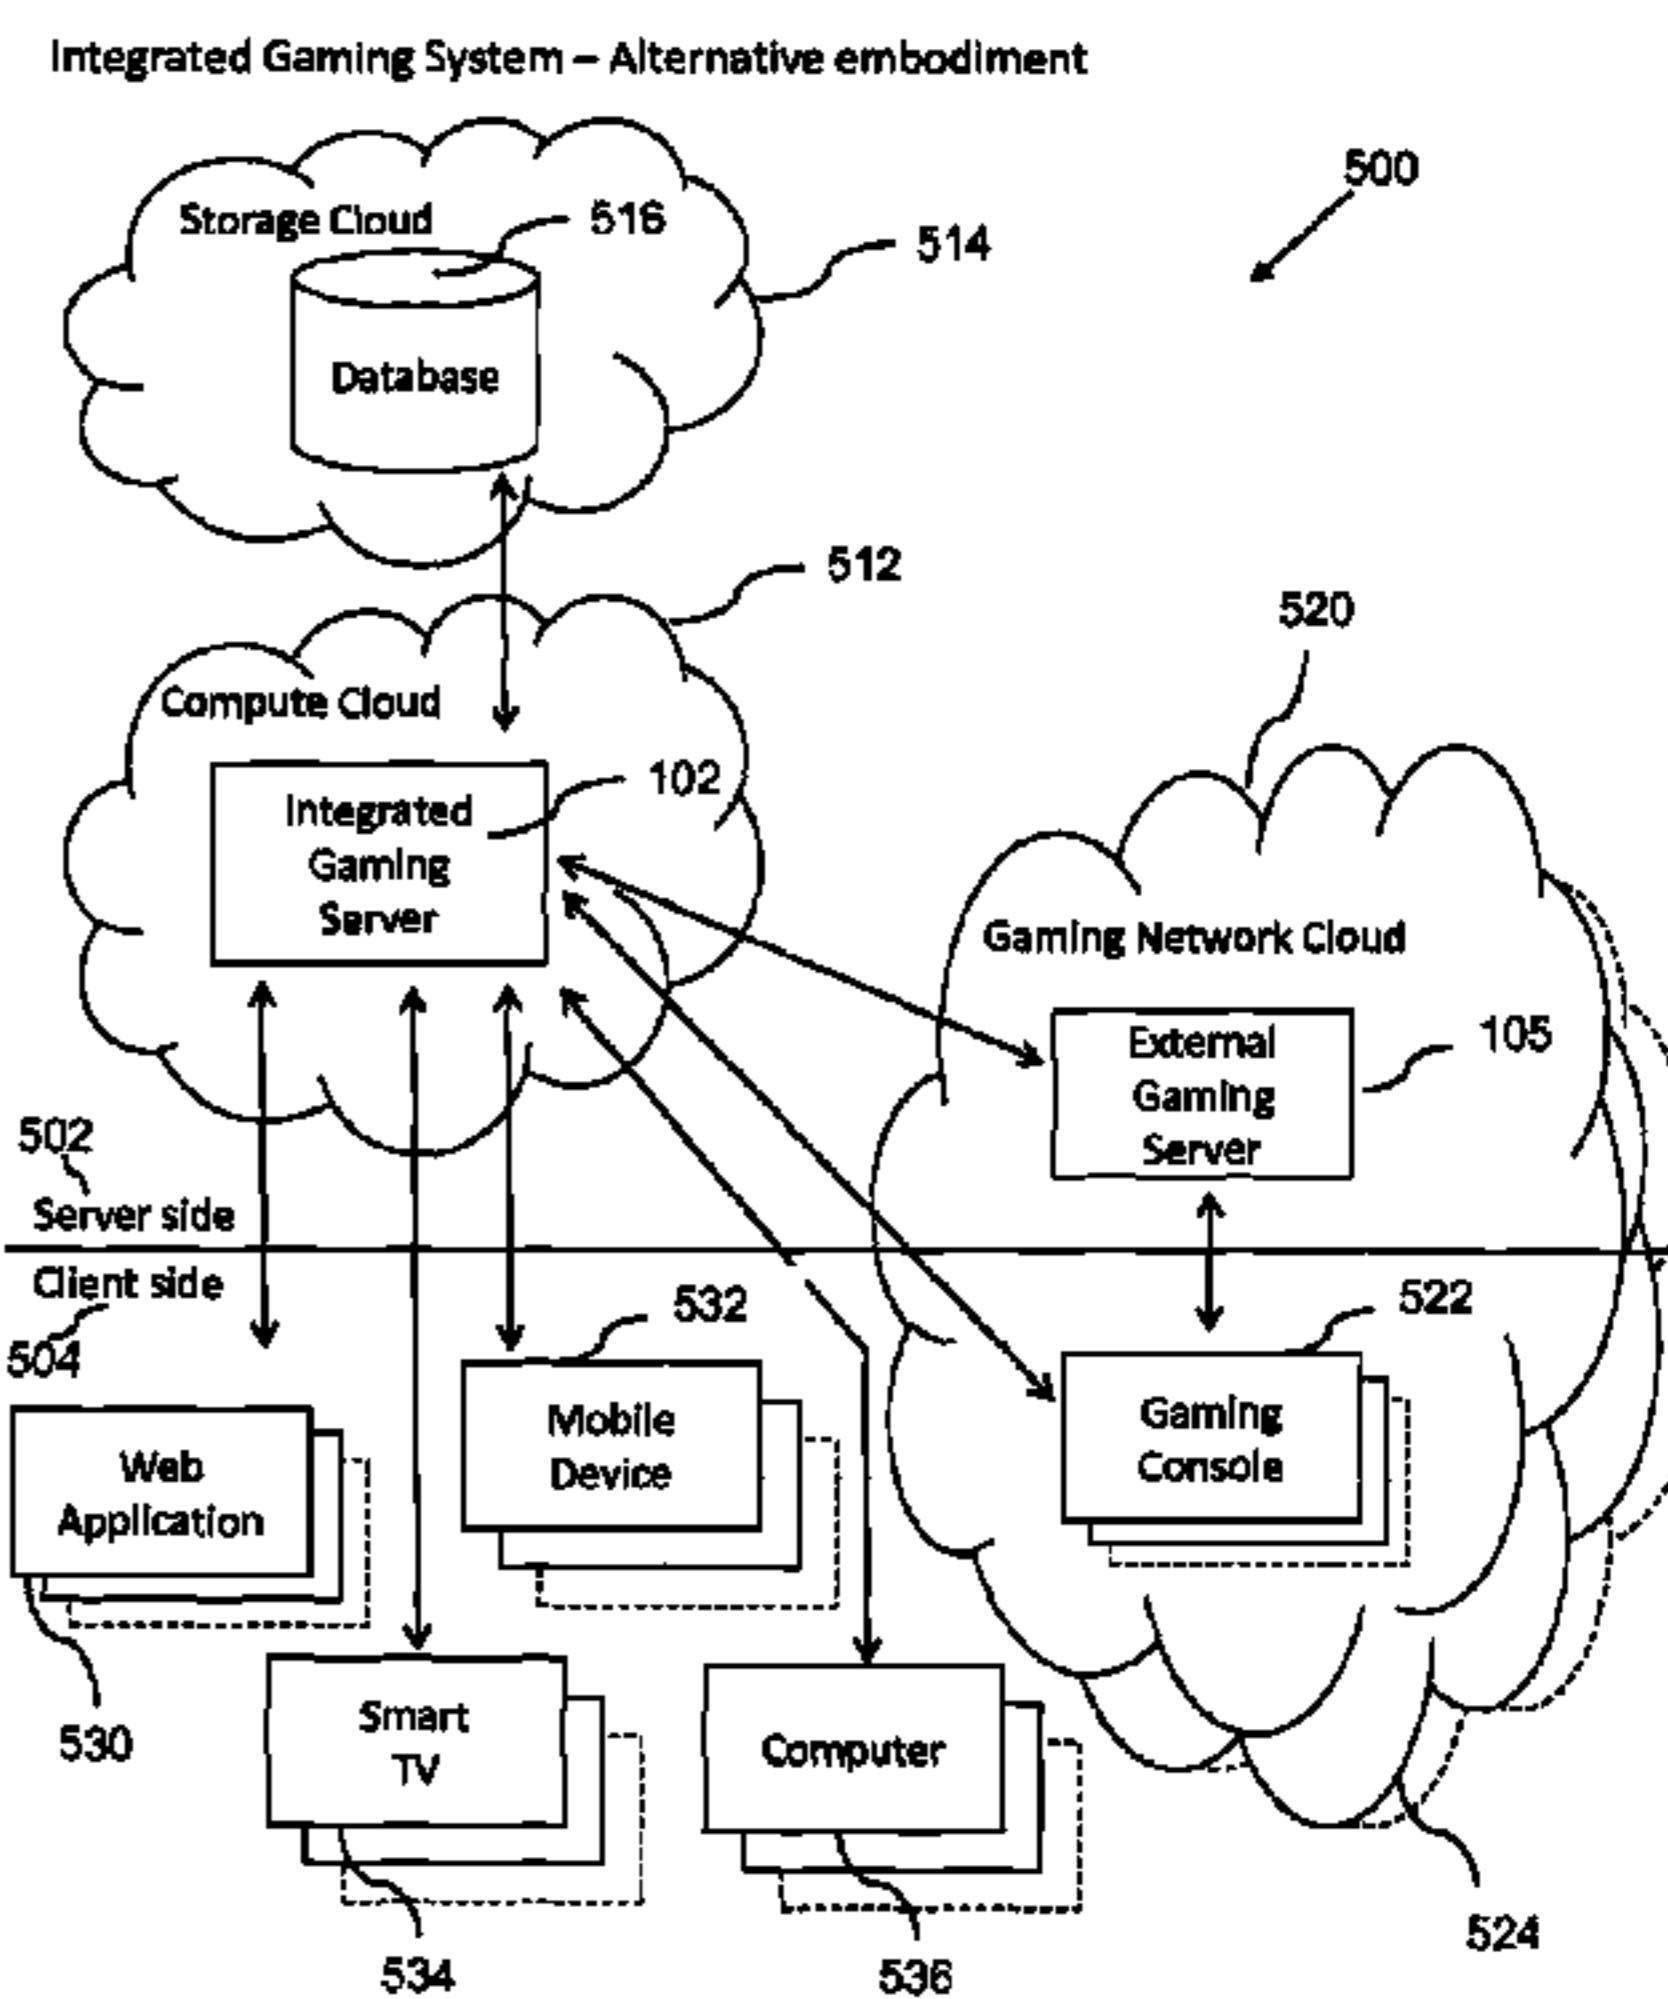 Integrated Gaming System – Alternative embodiment
500
Storage Cloud
516
514
Database
512
520
Compute Cloud
102
Integrated
Gaming
Server
Gaming Network Cloud
External
Gaming
Server
105
502
Server side
Client side
504
532
522
Web
Application
Mobile
Device
Gaming
Console
530
Smart
TV
Computer
524
534
536